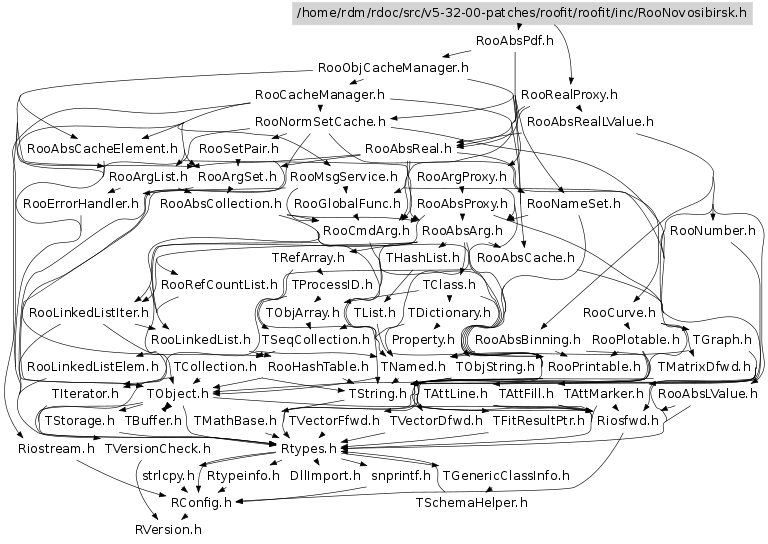 /home/rdm/rdoc/src/v5-32-00-patches/roofit/roofit/inc/RooNovosibirsk.h
RooAbsPdf.h
RooObjCacheManager.h
RooCacheManager.h RooRealProxy.h
RooNormSetCache.h RooAbsRealLValue.h
RooAbsCacheElement.h RooSetPair.h RooAbsReal.h
RooArgList.h RooArgSet.h RooMsgService.h RooArgProxy.h
RooErrorHandler.h RooAbsCollection.h RooGlobalFunc.h RooAbsProxy.h RooNameSet.h
RooCmdArg.h RooAbsArg.h RooNumber.h
TRefArray.h THashList.h RooAbsCache.h
RooRefCountList.h TProcessID.h TClass.h
RooLinkedListIter.h TObjArray.h TList.h TDictionary.h RooCurve.h
RooLinkedList.h TSeqCollection.h Property.h RooAbsBinning.h RooPlotable.h TGraph.h
RooLinkedListElem.h TCollection.h RooHashTable.h TNamed.h TObjString.h RooPrintable.h TMatrixDfwd.h
TIterator.h TObject.h TString.h TAttLine.h TAttFill.h TAttMarker.h RooAbsLValue.h
TStorage.h TBuffer.h TMathBase.h TVectorFfwd.h TVectorDfwd.h TFitResultPtr.h Riosfwd.h
Riostream.h TVersionCheck.h Rtypes.h
strlcpy.h Rtypeinfo.h DllImport.h snprintf.h TGenericClassInfo.h
RConfig.h TSchemaHelper.h
RVersion.h